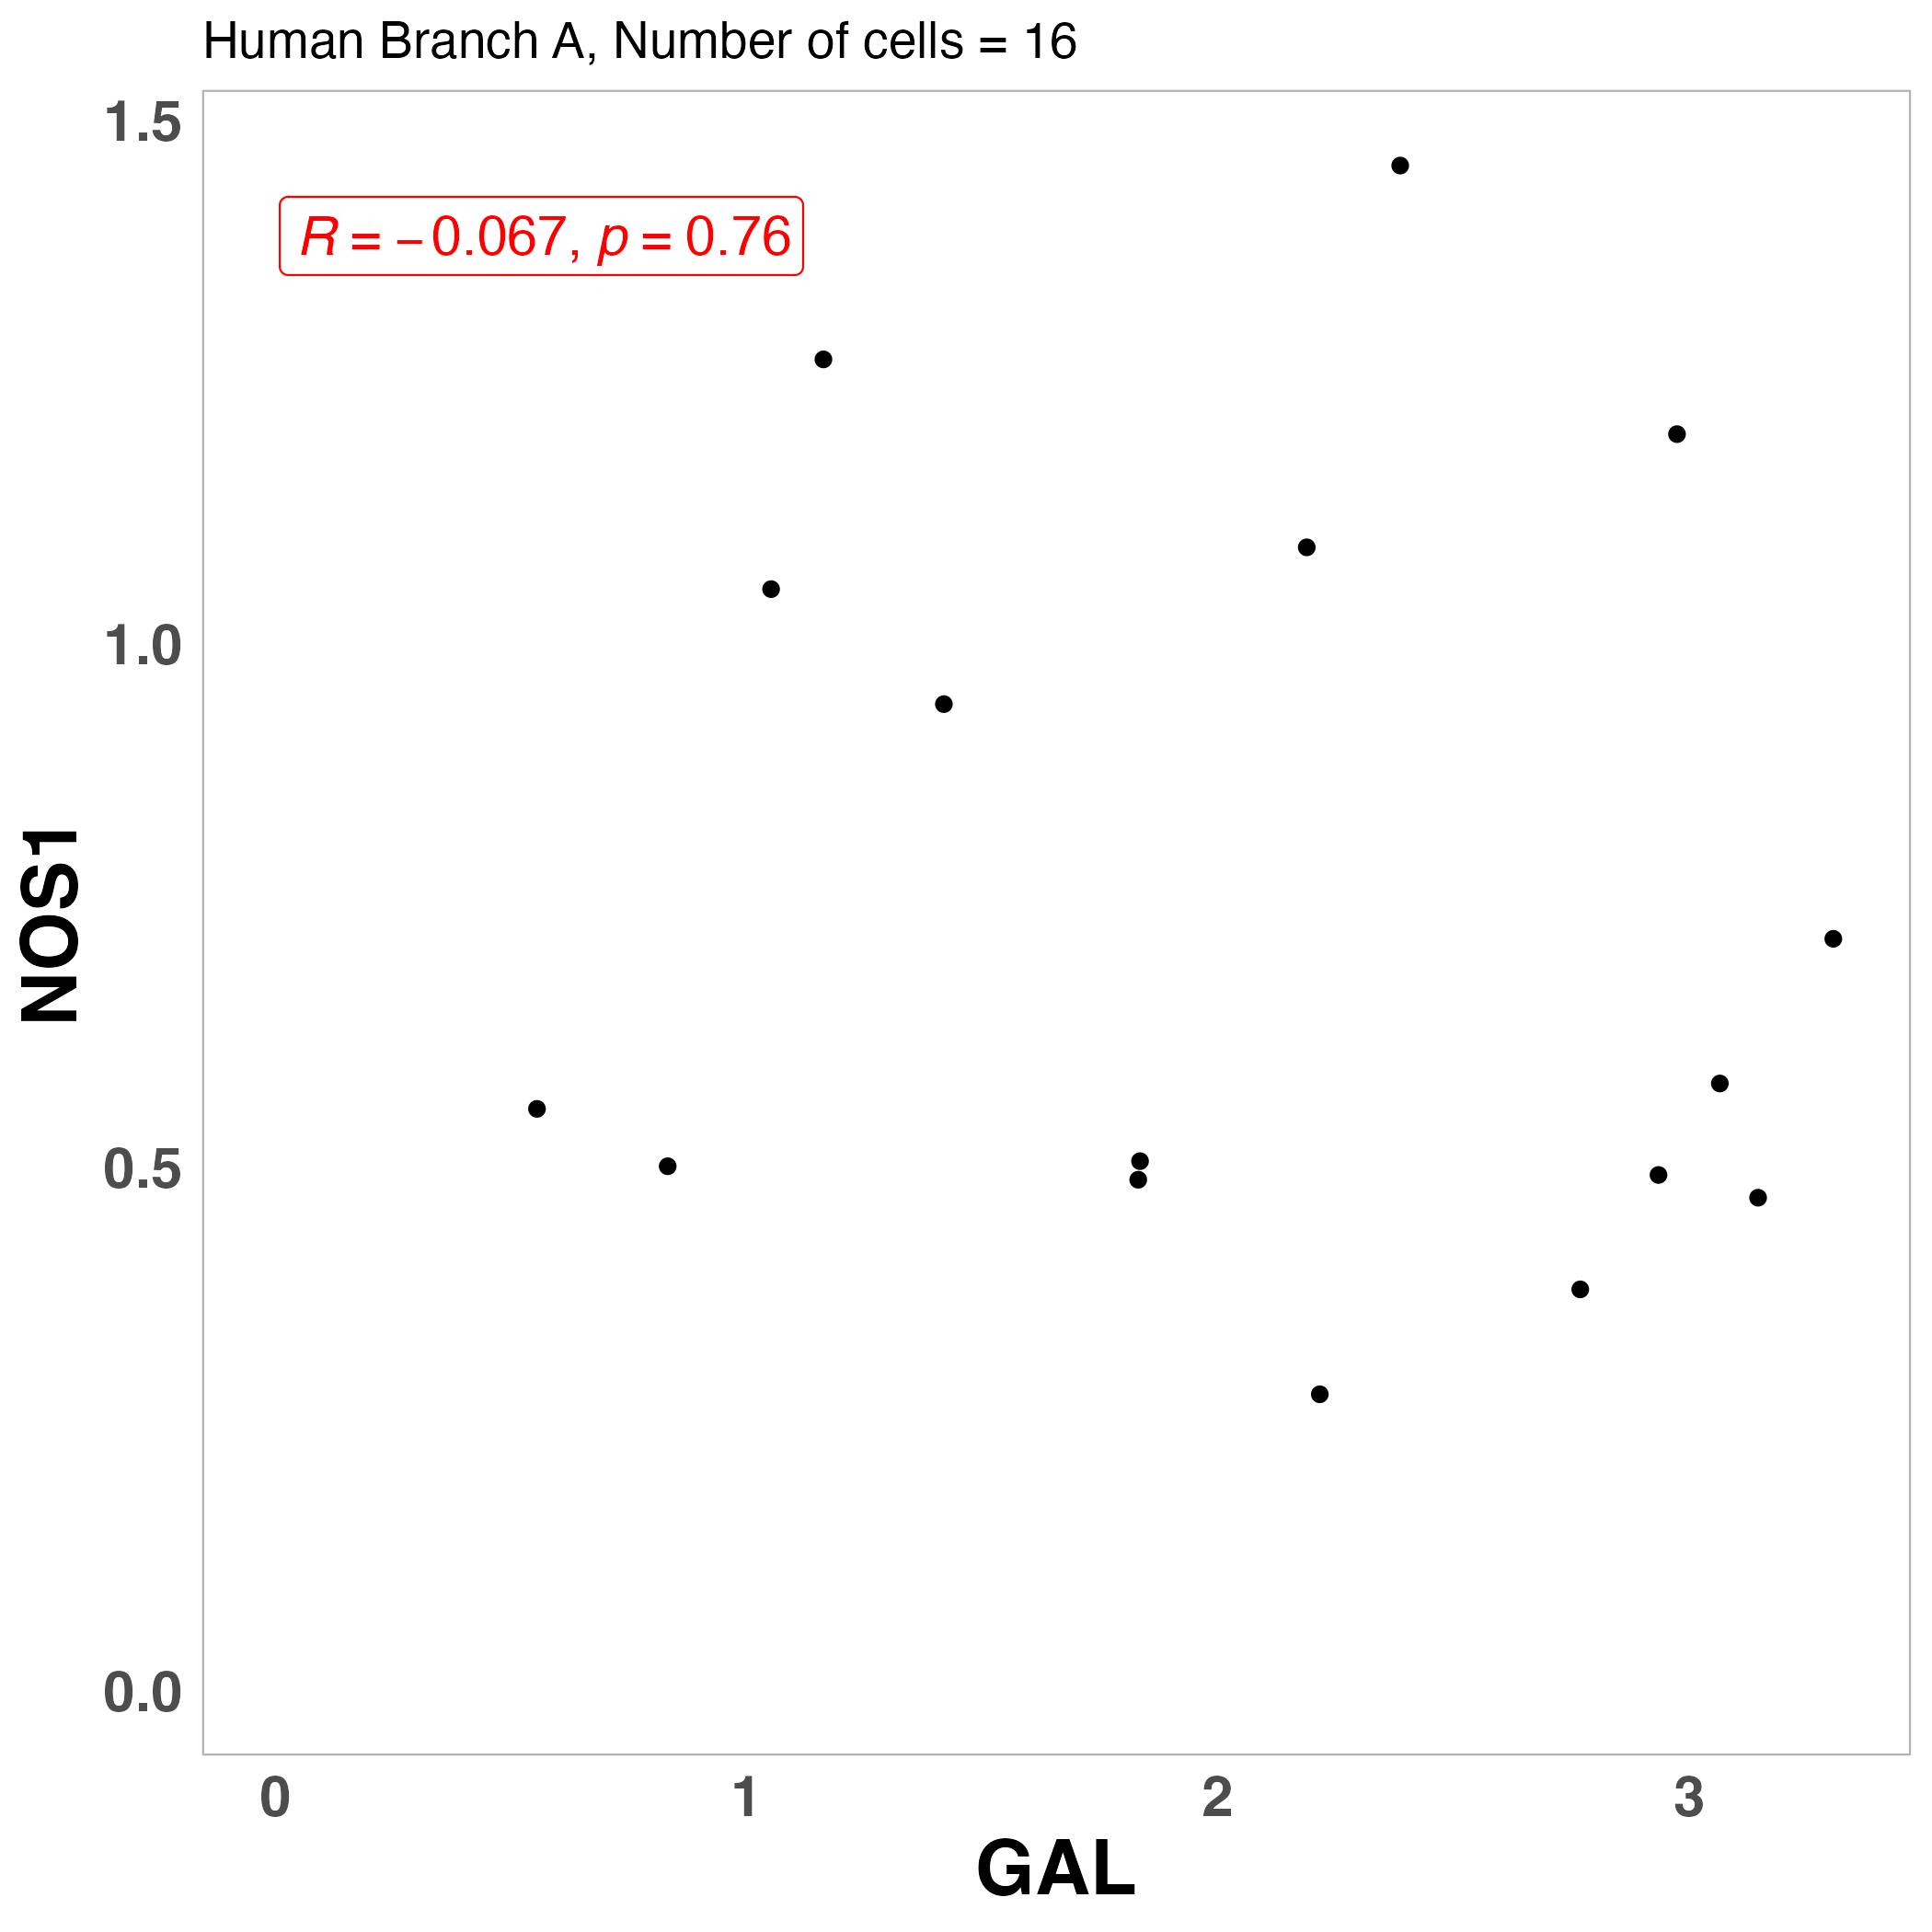 Human Branch A, Number of cells = 16
1.5
R = −0.067, p = 0.76
1.0
NOS1
0.5
0.0
0 1 2 3
GAL